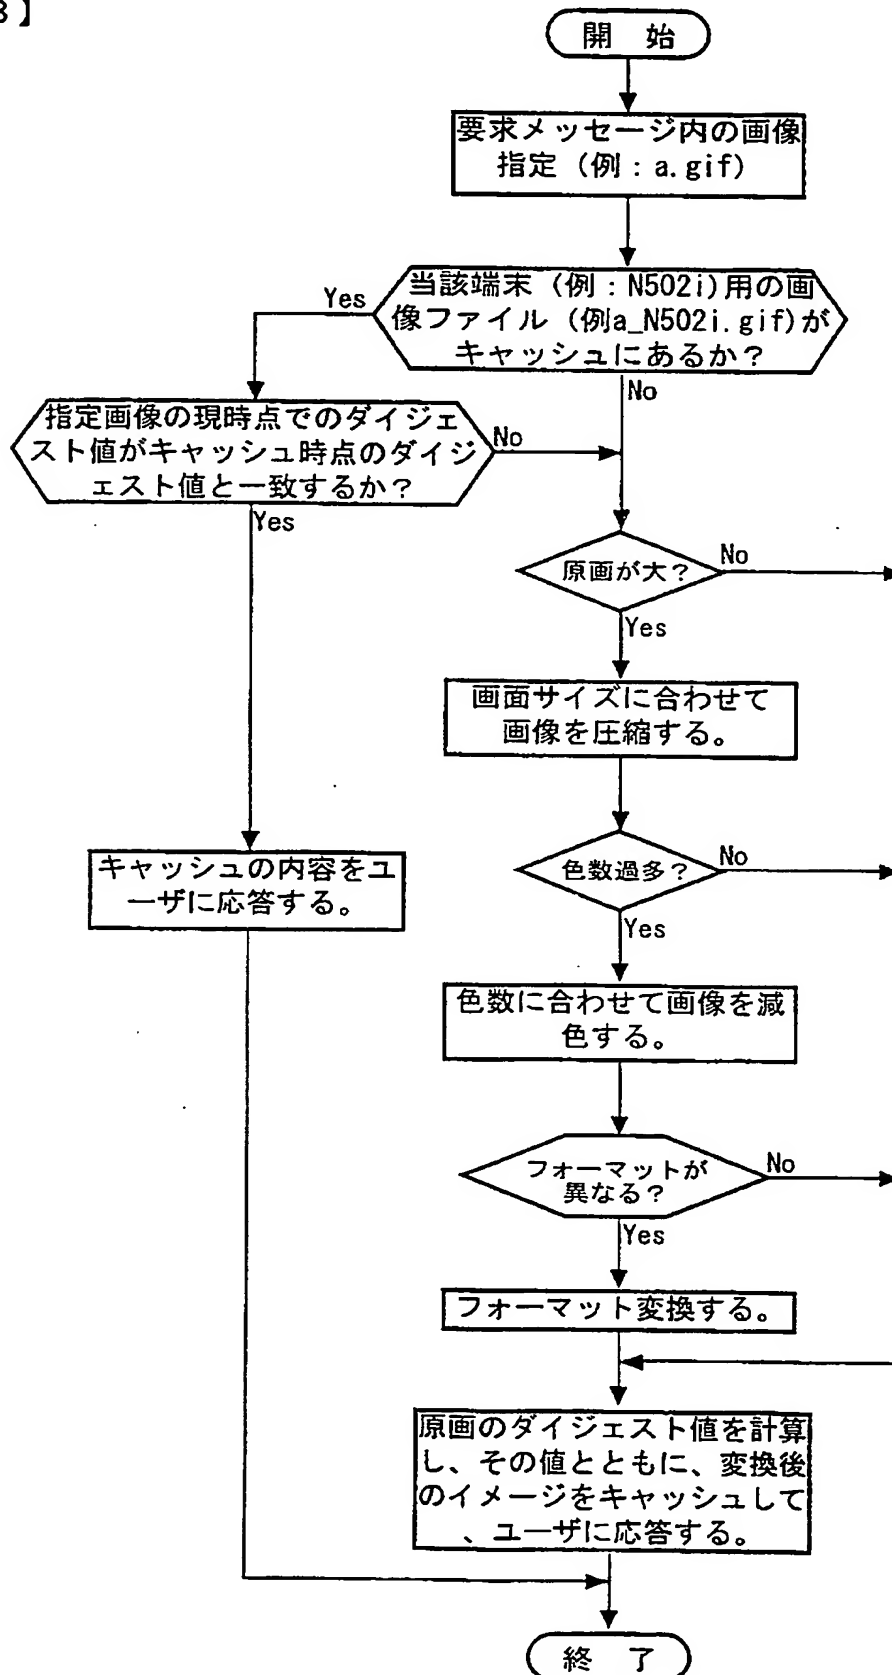 8】
開 始
要求メッセージ内の画像
指定(例:a.gif)
当該端末(例:N502i)用の画
像ファイル(例a_N502i.gif)が
キャッシュにあるか?
Yes
No
指定画像の現時点でのダイジェ
スト値がキャッシュ時点のダイジ
ェスト値と一致するか?
No
Yes
原画が大?
No
Yes
画面サイズに合わせて
画像を圧縮する。
色数過多?
No
Yes
キャッシュの内容をユ
ーザに応答する。
色数に合わせて画像を減
色する。
フォーマットが
異なる?
No
Yes
フォーマット変換する。
原画のダイジェスト値を計算
し、その値とともに、変換後
のイメージをキャッシュして
、ユーザに応答する。
終 了